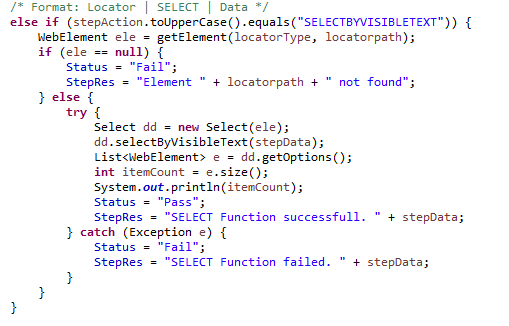 /* Format: Locator | SELECT | Data */
else if (stepAction.toUpperCase().equals("SELECTBYVISIBLETEXT")) {
    WebElement ele = getElement(locatorType, locatorpath);
    if (ele == null) {
        Status = "Fail";
        StepRes = "Element " + locatorpath + " not found";
    } else {
        try {
            Select dd = new Select(ele);
            dd.selectByVisibleText(stepData);
            List<WebElement> e = dd.getOptions();
            int itemCount = e.size();
            System.out.println(itemCount);
            Status = "Pass";
            StepRes = "SELECT Function successfull. " + stepData;
        } catch (Exception e) {
            Status = "Fail";
            StepRes = "SELECT Function failed. " + stepData;
        }
    }
}